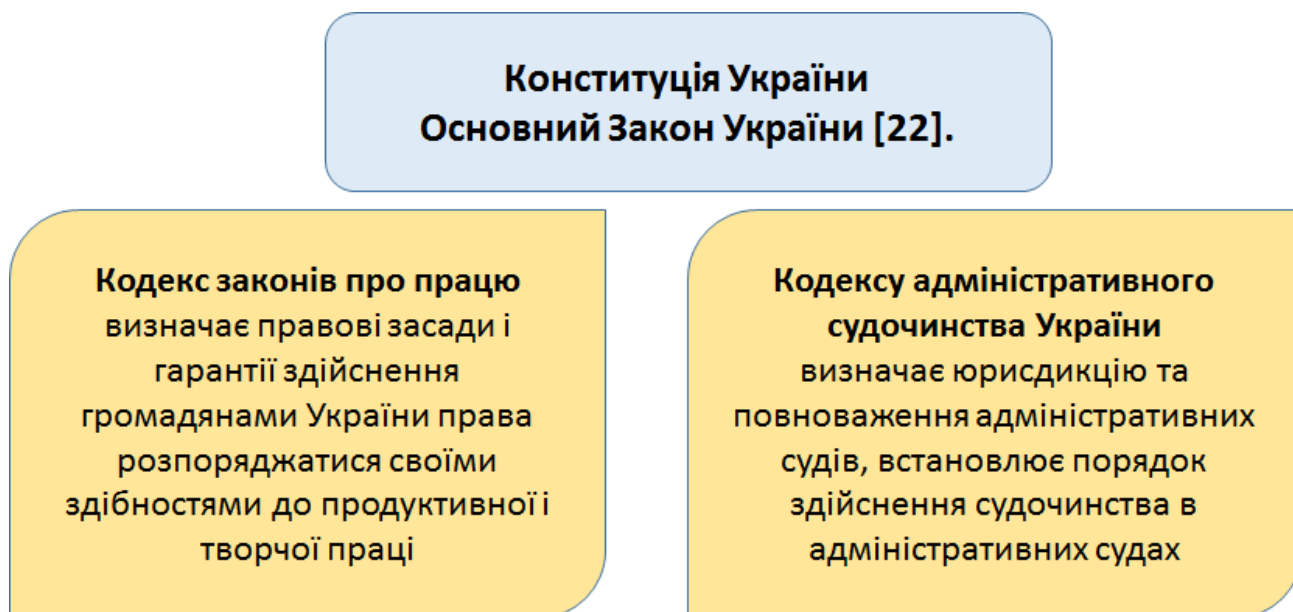 Конституція України
Основний Закон України [22].
Кодекс законів про працю
визначає правові засади і
гарантії здійснення
громадянами України права
розпоряджатися своїми
здібностями до продуктивної і
творчої праці
Кодексу адміністративного
судочинства України
визначає юрисдикцію та
повноваження адміністративних
судів, встановлює порядок
здійснення судочинства в
адміністративних судах